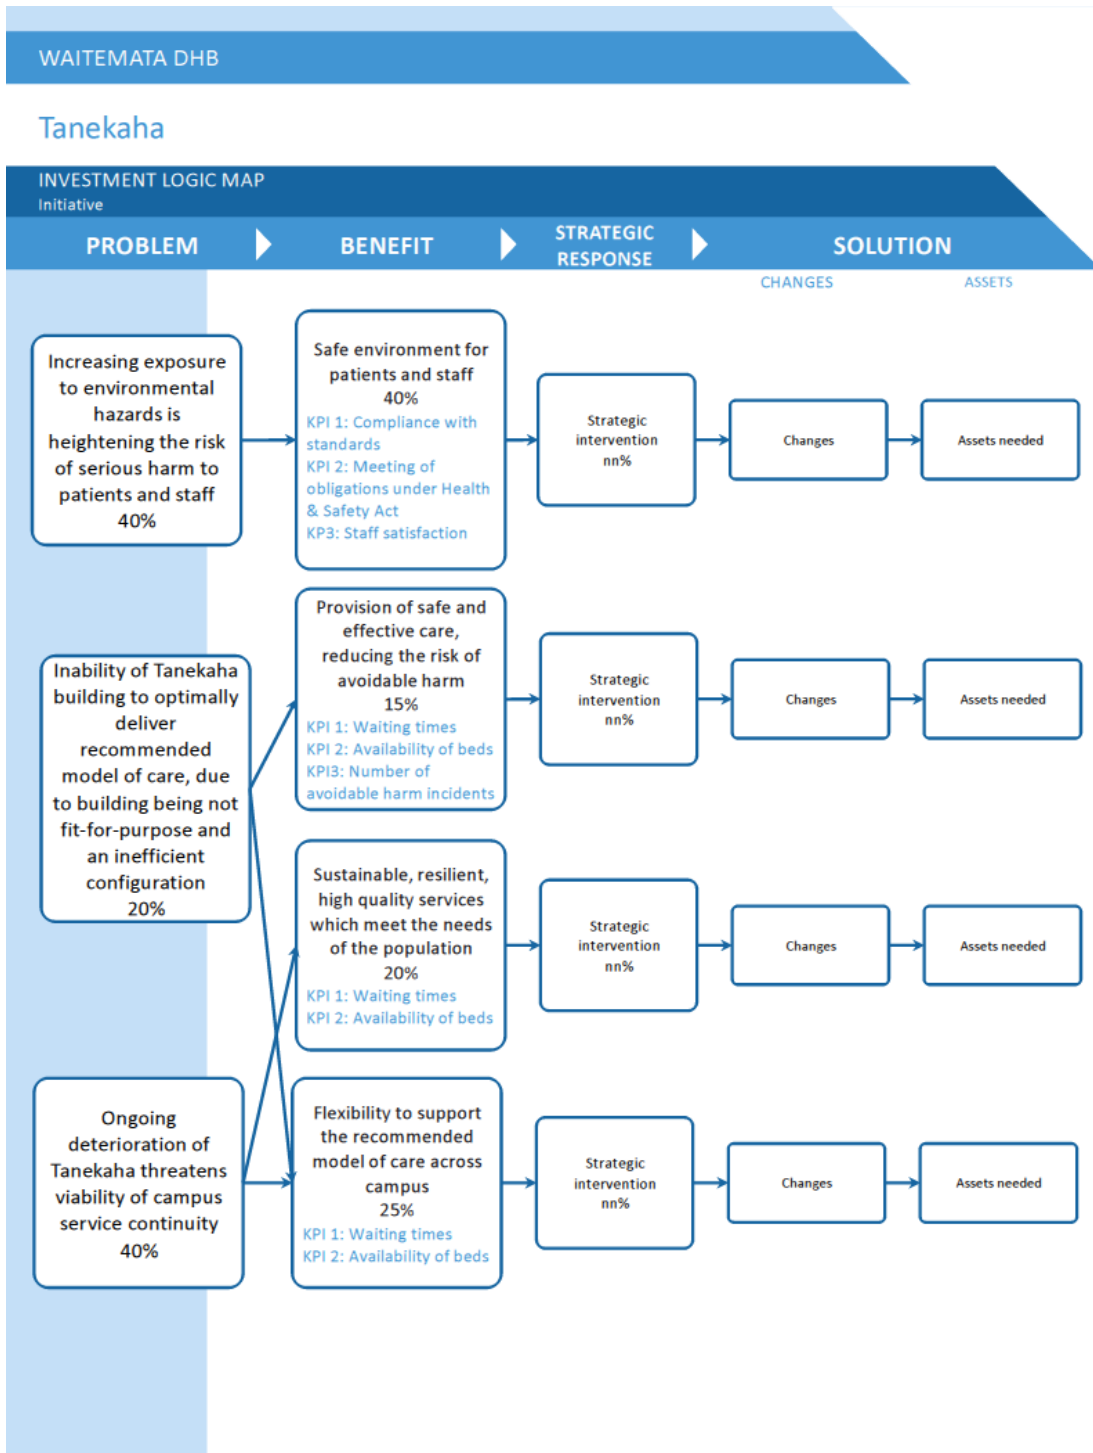 WAITEMATA DHB
Tanekaha
INVESTMENT LOGIC MAP
Initiative
PROBLEM
BENEFIT
STRATEGIC
RESPONSE
SOLUTION
CHANGES
ASSETS
Increasing exposure
to environmental
hazards is
heightening the risk
of serious harm to
patients and staff
40%
Safe environment for
patients and staff
40%
KPI 1: Compliance with
standards
KPI 2: Meeting of
obligations under Health
& Safety Act
KP3: Staff satisfaction
Strategic
intervention
nn%
Changes
Assets needed
Inability of Tanekaha
building to optimally
deliver
recommended
model of care, due
to building being not
fit-for-purpose and
an inefficient
configuration
20%
Provision of safe and
effective care,
reducing the risk of
avoidable harm
15%
KPI 1: Waiting times
KPI 2: Availability of beds
KPI3: Number of
avoidable harm incidents
Strategic
intervention
nn%
Changes
Assets needed
Sustainable, resilient,
high quality services
which meet the needs
of the population
20%
KPI 1: Waiting times
KPI 2: Availability of beds
Strategic
intervention
nn%
Changes
Assets needed
Ongoing
deterioration of
Tanekaha threatens
viability of campus
service continuity
40%
Flexibility to support
the recommended
model of care across
campus
25%
KPI 1: Waiting times
KPI 2: Availability of beds
Strategic
intervention
nn%
Changes
Assets needed